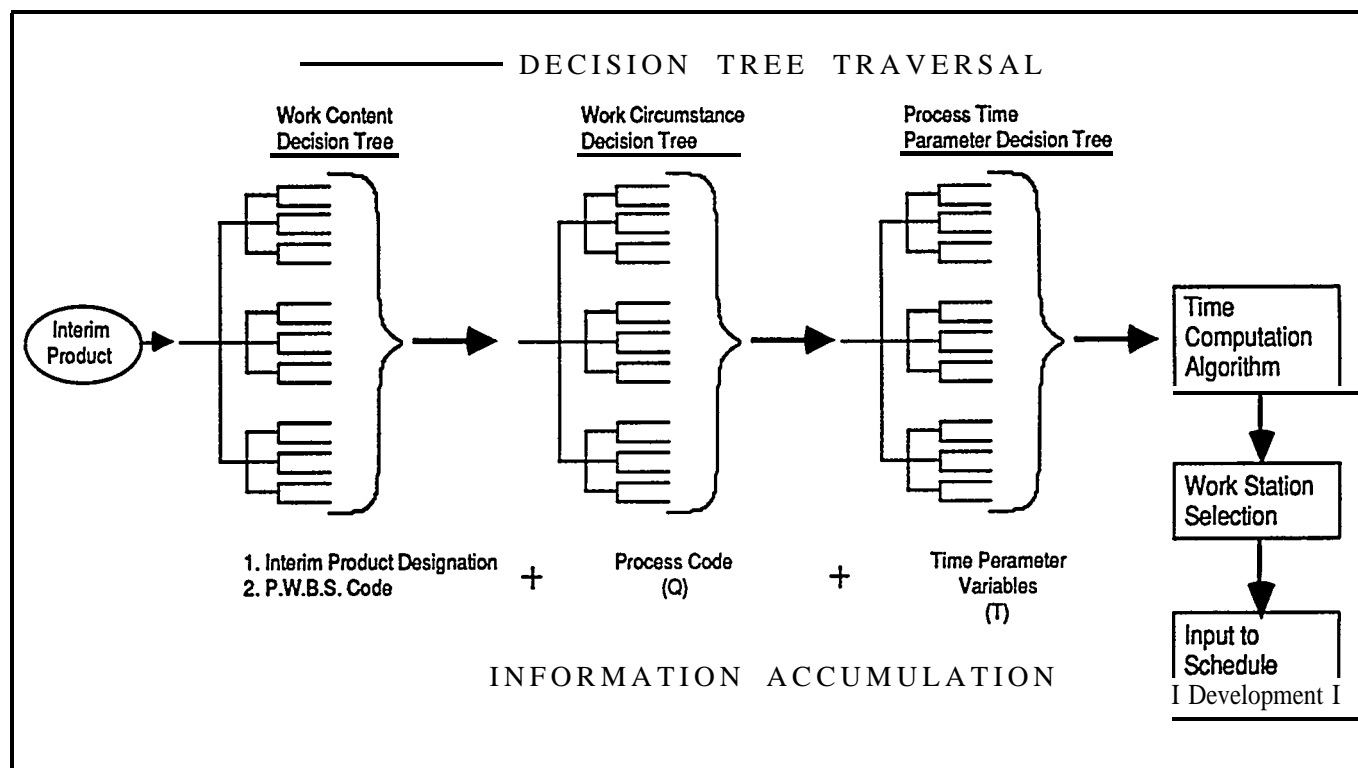 DECISION TREE TRAVERSAL
Work Content
Decision Tree
Work Circumstance
Decision Tree
Process Time
Parameter Decision Tree
Interim
Product
Time
Computation
Algorithm
Work Station
Selection
Input to
Schedule
I Development I
1. Interim Product Designation
2. P.W.B.S. Code
+
Process Code
(Q)
+
Time Perameter
Variables
(T)
INFORMATION ACCUMULATION